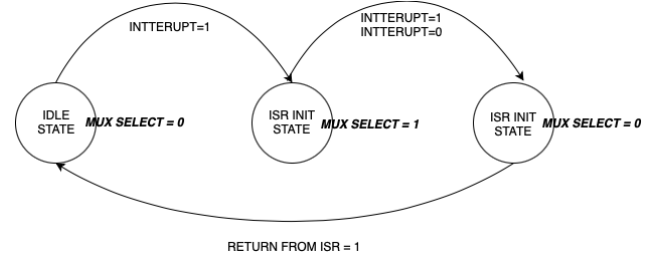 INTTERUPT=1
INTTERUPT=1
INTTERUPT=0
IDLE
STATE
MUX SELECT = 0
ISR INIT
STATE
MUX SELECT = 1
ISR INIT
STATE
MUX SELECT = 0
RETURN FROM ISR = 1